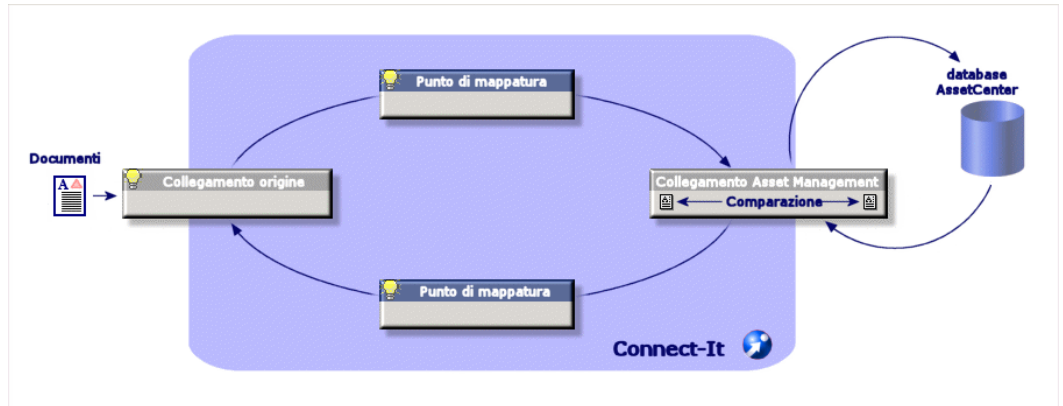 Punto di mappatura
database
AssetCenter
Documenti
A
Collegamento origine
Collegamento Asset Management
Comparazione
Punto di mappatura
Connect-It